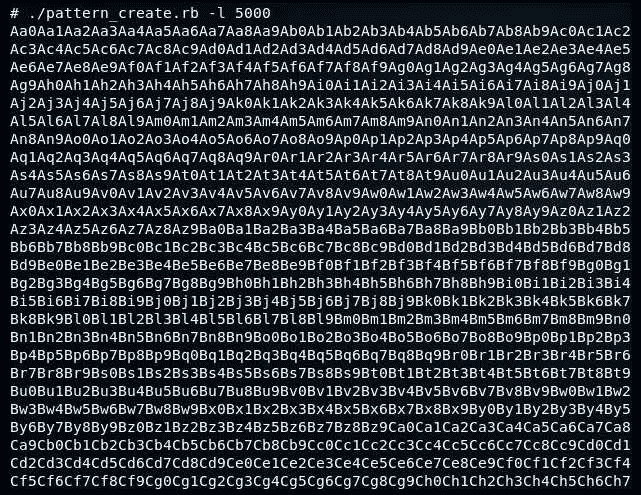 # ./pattern_create.rb -l 5000
Aa0Aa1Aa2Aa3Aa4Aa5Aa6Aa7Aa8Aa9Ab0Ab1Ab2Ab3Ab4Ab5Ab6Ab7Ab8Ab9Ac0Ac1Ac2
Ac3Ac4Ac5Ac6Ac7Ac8Ac9Ad0Ad1Ad2Ad3Ad4Ad5Ad6Ad7Ad8Ad9Ae0Ae1Ae2Ae3Ae4Ae5
Ae6Ae7Ae8Ae9Af0Af1Af2Af3Af4Af5Af6Af7Af8Af9Ag0Ag1Ag2Ag3Ag4Ag5Ag6Ag7Ag8
Ag9Ah0Ah1Ah2Ah3Ah4Ah5Ah6Ah7Ah8Ah9Ai0Ai1Ai2Ai3Ai4Ai5Ai6Ai7Ai8Ai9Aj0Aj1
Aj2Aj3Aj4Aj5Aj6Aj7Aj8Aj9Ak0Ak1Ak2Ak3Ak4Ak5Ak6Ak7Ak8Ak9Al0Al1Al2Al3Al4
Al5Al6Al7Al8Al9Am0Am1Am2Am3Am4Am5Am6Am7Am8Am9An0An1An2An3An4An5An6An7
An8An9Ao0Ao1Ao2Ao3Ao4Ao5Ao6Ao7Ao8Ao9Ap0Ap1Ap2Ap3Ap4Ap5Ap6Ap7Ap8Ap9Aq0
Aq1Aq2Aq3Aq4Aq5Aq6Aq7Aq8Aq9Ar0Ar1Ar2Ar3Ar4Ar5Ar6Ar7Ar8Ar9As0As1As2As3
As4As5As6As7As8As9At0At1At2At3At4At5At6At7At8At9Au0Au1Au2Au3Au4Au5Au6
Au7Au8Au9Av0Av1Av2Av3Av4Av5Av6Av7Av8Av9Aw0Aw1Aw2Aw3Aw4Aw5Aw6Aw7Aw8Aw9
Ax0Ax1Ax2Ax3Ax4Ax5Ax6Ax7Ax8Ax9Ay0Ay1Ay2Ay3Ay4Ay5Ay6Ay7Ay8Ay9Az0Az1Az2
Az3Az4Az5Az6Az7Az8Az9Ba0Ba1Ba2Ba3Ba4Ba5Ba6Ba7Ba8Ba9Bb0Bb1Bb2Bb3Bb4Bb5
Bb6Bb7Bb8Bb9Bc0Bc1Bc2Bc3Bc4Bc5Bc6Bc7Bc8Bc9Bd0Bd1Bd2Bd3Bd4Bd5Bd6Bd7Bd8
Bd9Be0Be1Be2Be3Be4Be5Be6Be7Be8Be9Bf0Bf1Bf2Bf3Bf4Bf5Bf6Bf7Bf8Bf9Bg0Bg1
Bg2Bg3Bg4Bg5Bg6Bg7Bg8Bg9Bh0Bh1Bh2Bh3Bh4Bh5Bh6Bh7Bh8Bh9Bi0Bi1Bi2Bi3Bi4
Bi5Bi6Bi7Bi8Bi9Bj0Bj1Bj2Bj3Bj4Bj5Bj6Bj7Bj8Bj9Bk0Bk1Bk2Bk3Bk4Bk5Bk6Bk7
Bk8Bk9Bl0Bl1Bl2Bl3Bl4Bl5Bl6Bl7Bl8Bl9Bm0Bm1Bm2Bm3Bm4Bm5Bm6Bm7Bm8Bm9Bn0
Bn1Bn2Bn3Bn4Bn5Bn6Bn7Bn8Bn9Bo0Bo1Bo2Bo3Bo4Bo5Bo6Bo7Bo8Bo9Bp0Bp1Bp2Bp3
Bp4Bp5Bp6Bp7Bp8Bp9Bq0Bq1Bq2Bq3Bq4Bq5Bq6Bq7Bq8Bq9Br0Br1Br2Br3Br4Br5Br6
Br7Br8Br9Bs0Bs1Bs2Bs3Bs4Bs5Bs6Bs7Bs8Bs9Bt0Bt1Bt2Bt3Bt4Bt5Bt6Bt7Bt8Bt9
Bu0Bu1Bu2Bu3Bu4Bu5Bu6Bu7Bu8Bu9Bv0Bv1Bv2Bv3Bv4Bv5Bv6Bv7Bv8Bv9Bw0Bw1Bw2
Bw3Bw4Bw5Bw6Bw7Bw8Bw9Bx0Bx1Bx2Bx3Bx4Bx5Bx6Bx7Bx8Bx9By0By1By2By3By4By5
By6By7By8By9Bz0Bz1Bz2Bz3Bz4Bz5Bz6Bz7Bz8Bz9Ca0Ca1Ca2Ca3Ca4Ca5Ca6Ca7Ca8
Ca9Cb0Cb1Cb2Cb3Cb4Cb5Cb6Cb7Cb8Cb9Cc0Cc1Cc2Cc3Cc4Cc5Cc6Cc7Cc8Cc9Cd0Cd1
Cd2Cd3Cd4Cd5Cd6Cd7Cd8Cd9Ce0Ce1Ce2Ce3Ce4Ce5Ce6Ce7Ce8Ce9Cf0Cf1Cf2Cf3Cf4
Cf5Cf6Cf7Cf8Cf9Cg0Cg1Cg2Cg3Cg4Cg5Cg6Cg7Cg8Cg9Ch0Ch1Ch2Ch3Ch4Ch5Ch6Ch7